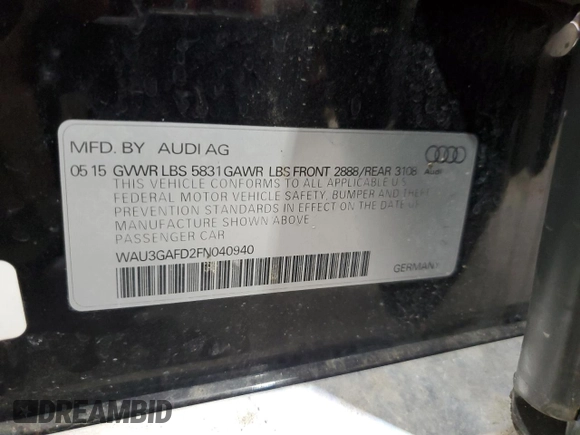 MFD. BY AUDI AG
05 15 GVWR LBS 5831 GAWR LBS FRONT 2888/REAR 3108
THIS VEHICLE CONFORMS TO ALL APPLICABLE U.S.
FEDERAL MOTOR VEHICLE SAFETY, BUMPER AND THEFT
PREVENTION STANDARDS IN EFFECT ON THE DATE OF
MANUFACTURE SHOWN ABOVE
PASSENGER CAR
WAU3GAFD2FN040940
GERMANY
Audi
DREAMBID